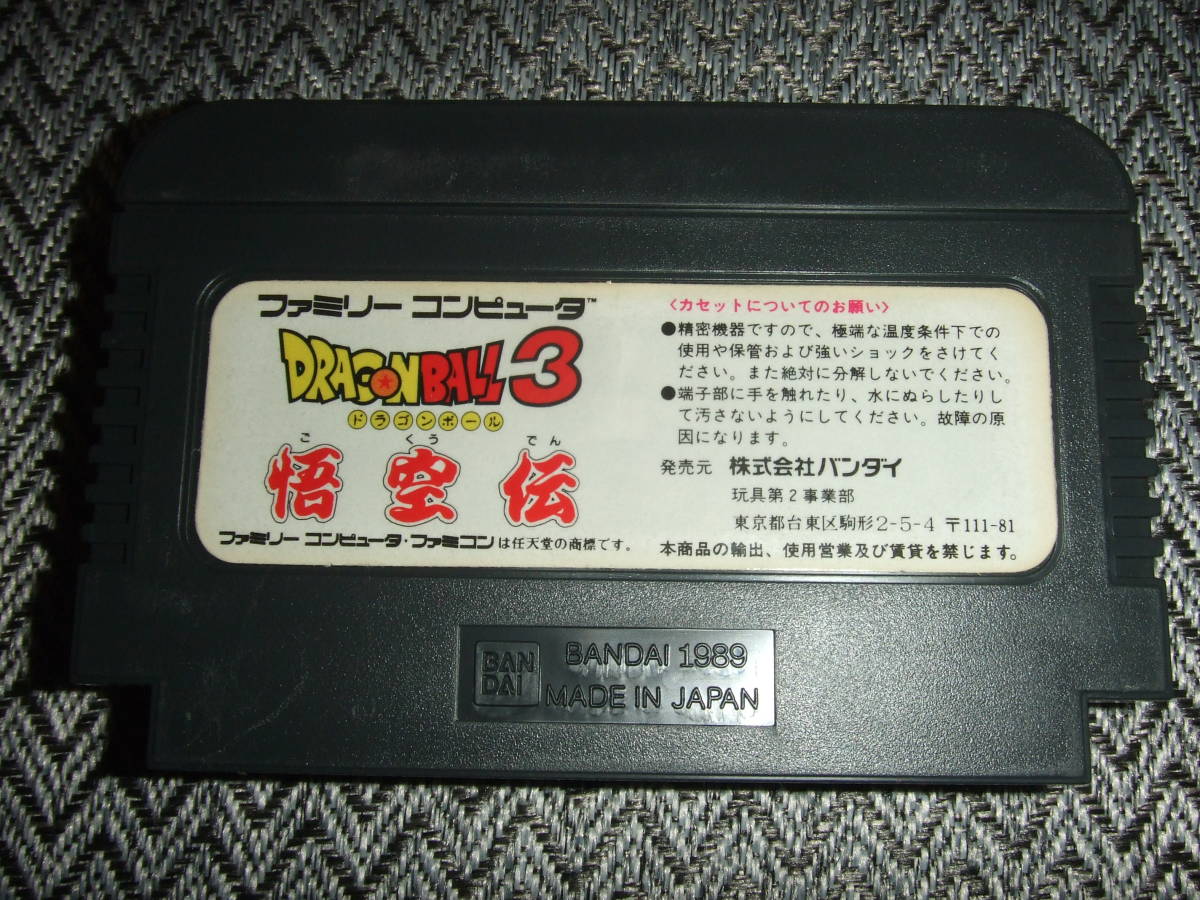 ファミリー コンピュータ™
DRAGON BALL 3
ドラゴンボール
ご くう でん
悟空伝
ファミリー コンピュータ・ファミコンは任天堂の商標です。
〈カセットについてのお願い〉
●精密機器ですので、極端な温度条件下での
使用や保管および強いショックをさけてく
ださい。また絶対に分解しないでください。
●端子部に手を触れたり、水にぬらしたりし
て汚さないようにしてください。故障の原
因になります。
発売元 株式会社バンダイ
玩具第2事業部
東京都台東区駒形2-5-4 〒111-81
本商品の輸出、使用営業及び賃貸を禁じます。
BAN
DAI
BANDAI 1989
MADE IN JAPAN